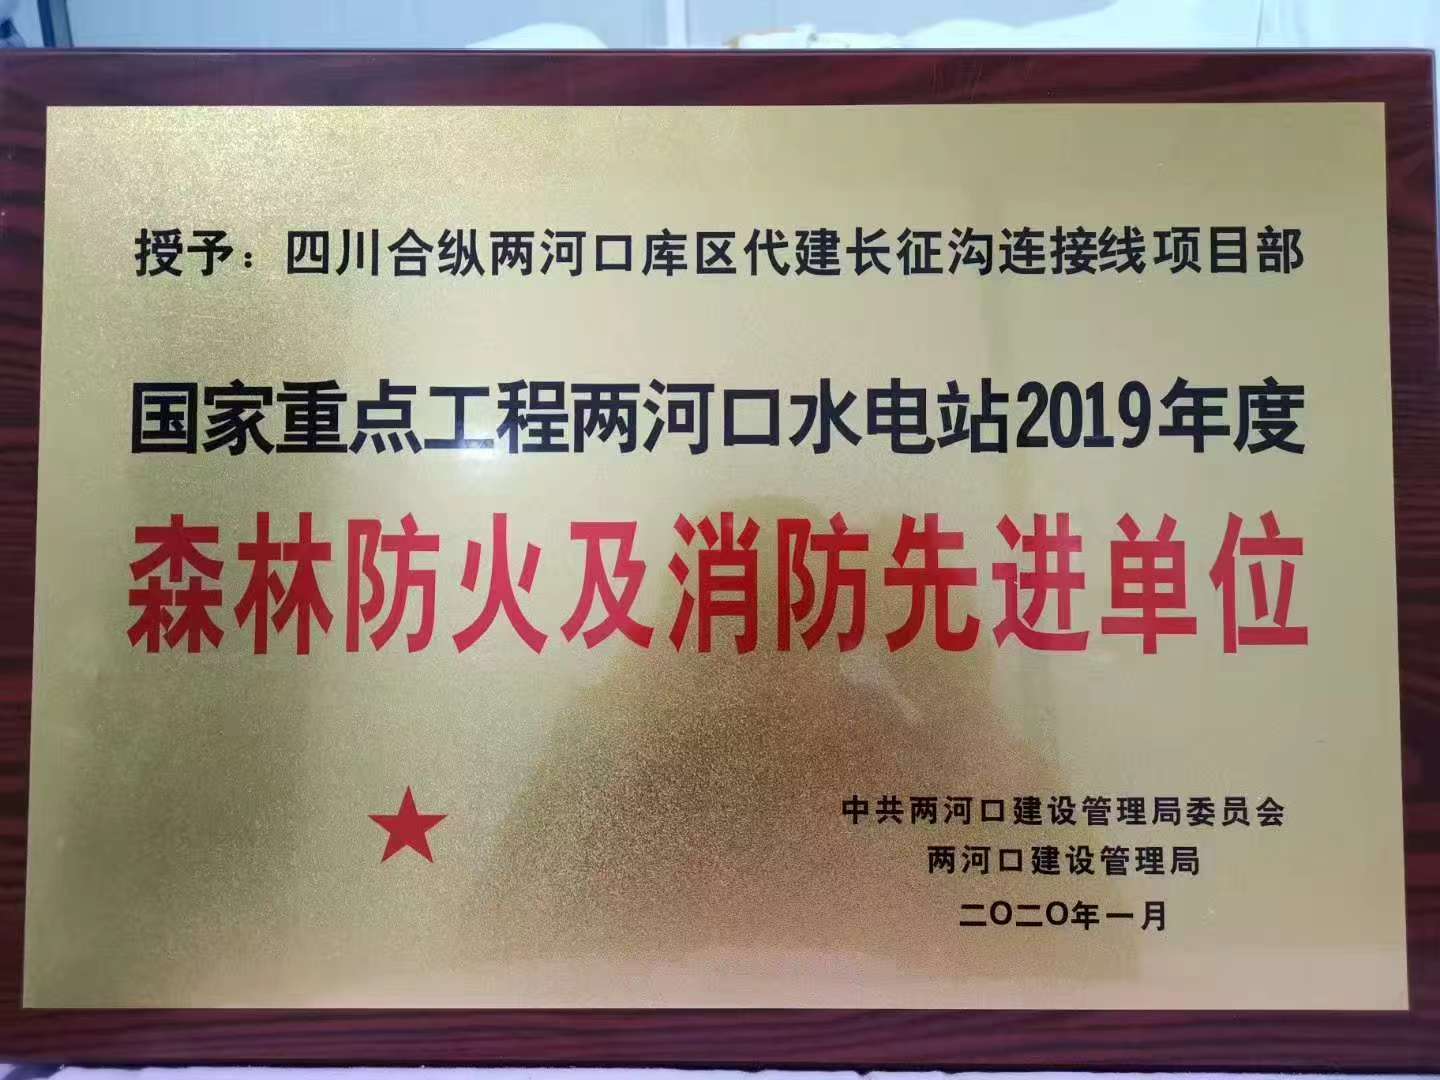 授予：四川合纵两河口库区代建长征沟连接线项目部
国家重点工程两河口水电站2019年度
森林防火及消防先进单位
中共两河口建设管理局委员会
两河口建设管理局
二〇二〇年一月